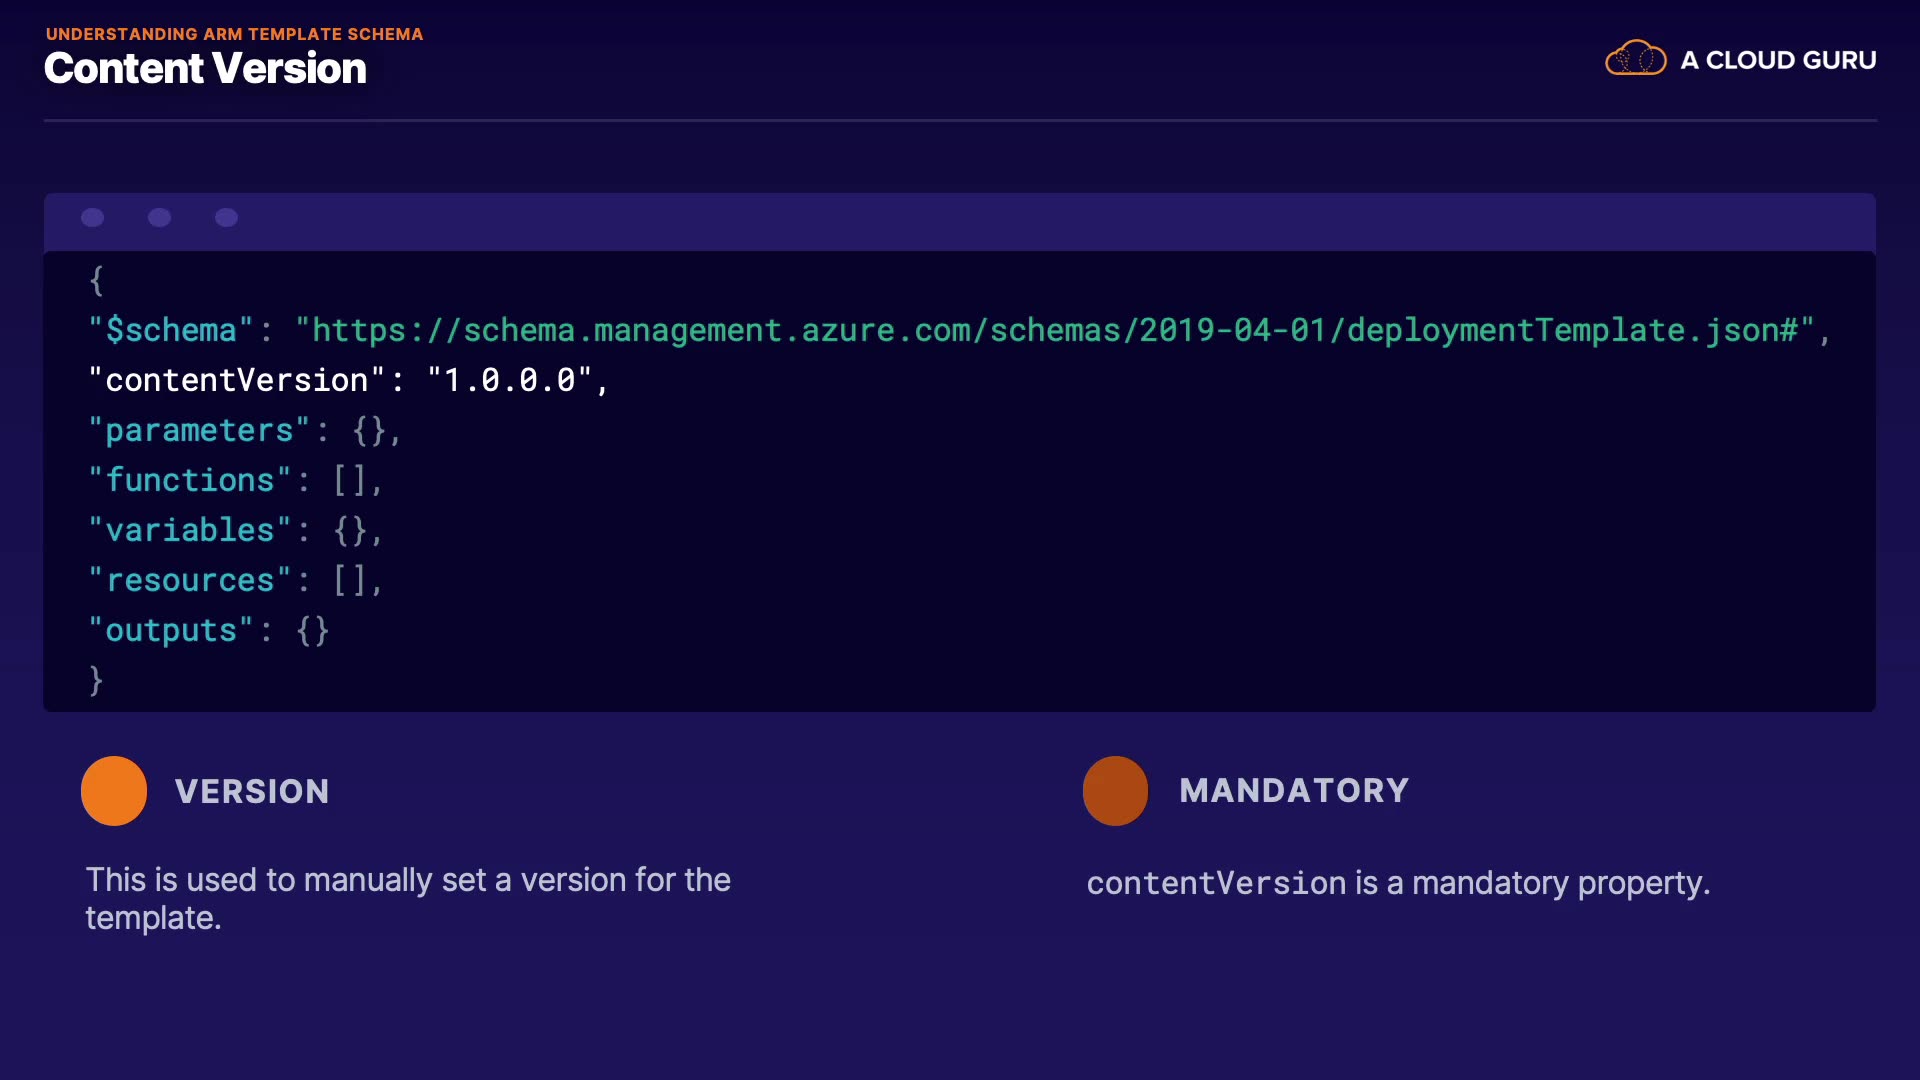 UNDERSTANDING ARM TEMPLATE SCHEMA
Content Version
A CLOUD GURU
{
"$schema": "https://schema.management.azure.com/schemas/2019-04-01/deploymentTemplate.json#",
"contentVersion": "1.0.0.0",
"parameters": {},
"functions": [],
"variables": {},
"resources": [],
"outputs": {}
}
VERSION
This is used to manually set a version for the
template.
MANDATORY
contentVersion is a mandatory property.